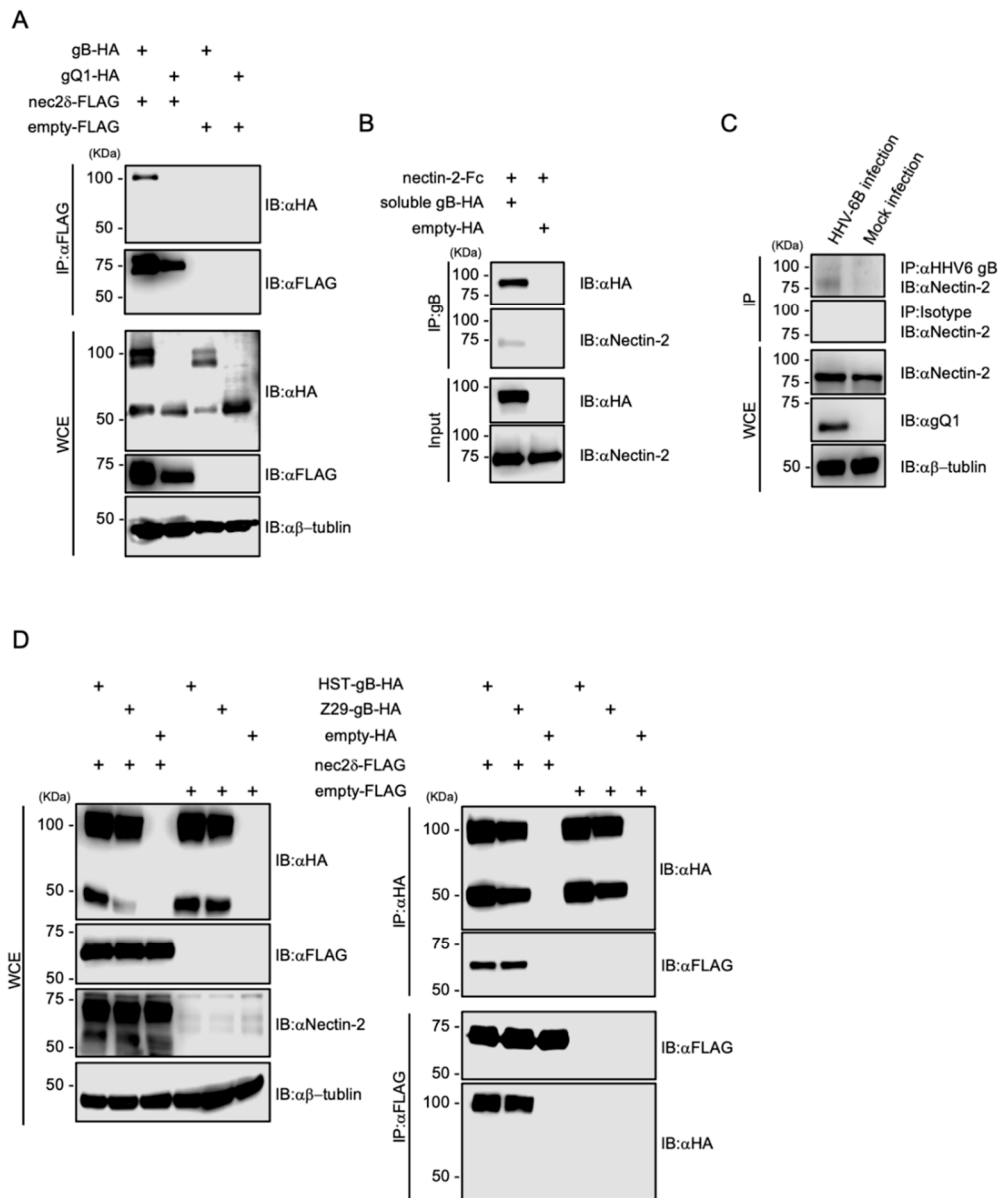 A
gB-HA + +
gQ1-HA + +
nec2δ-FLAG + +
empty-FLAG + +
(KDa)
IP:αFLAG
100 -
50 -
IB:αHA
75 -
50 -
IB:αFLAG
WCE
100 -
50 -
IB:αHA
75 -
50 -
IB:αFLAG
50 -
IB:αβ−tublin
B
nectin-2-Fc + +
soluble gB-HA +
empty-HA +
(KDa)
IP:gB
100 -
75 -
IB:αHA
100 -
75 -
IB:αNectin-2
Input
100 -
75 -
IB:αHA
100 -
75 -
IB:αNectin-2
C
HHV-6B infection
Mock infection
(KDa)
IP
100 -
75 -
IP:αHHV6 gB
IB:αNectin-2
IP:Isotype
IB:αNectin-2
WCE
100 -
75 -
IB:αNectin-2
75 -
IB:αgQ1
50 -
IB:αβ−tublin
D
+ + HST-gB-HA + +
+ + Z29-gB-HA + +
+ + empty-HA + +
+ + + nec2δ-FLAG + + +
+ + + empty-FLAG + + +
(KDa)
WCE
100 -
50 -
IB:αHA
75 -
50 -
IB:αFLAG
75 -
50 -
IB:αNectin-2
50 -
IB:αβ−tublin
(KDa)
IP:αHA
100 -
50 -
IB:αHA
75 -
50 -
IB:αFLAG
IP:αFLAG
75 -
50 -
IB:αFLAG
100 -
50 -
IB:αHA